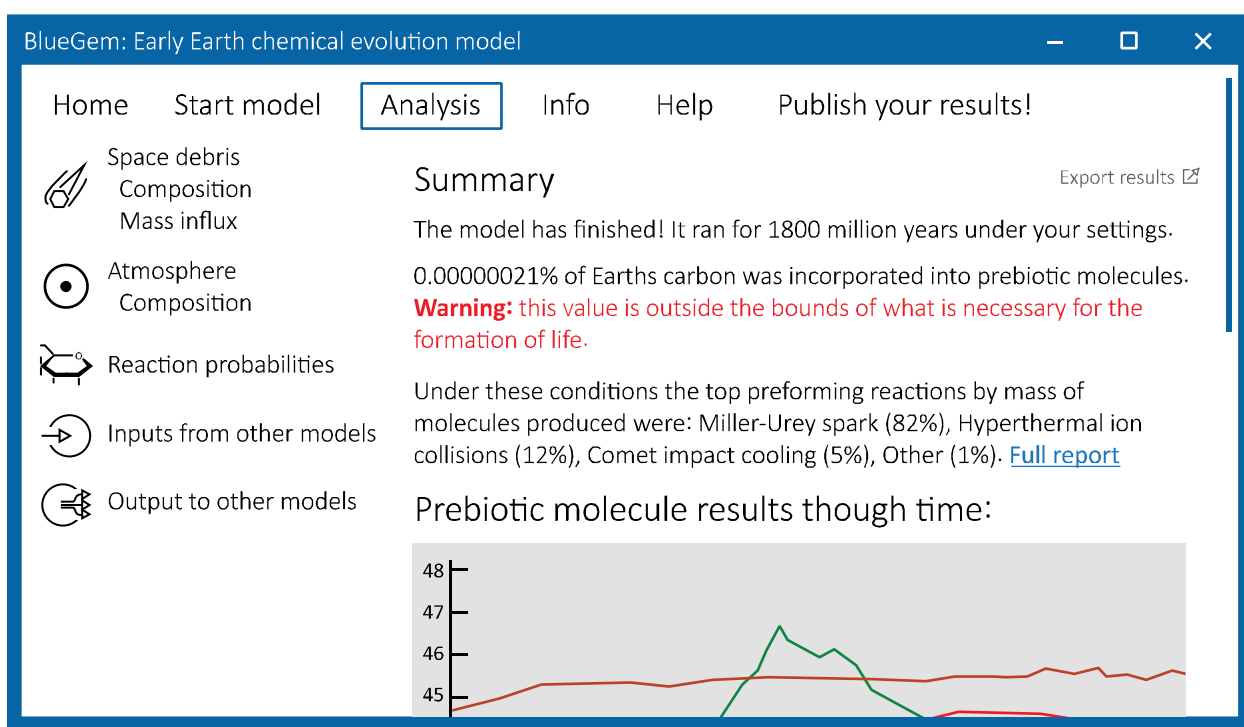 BlueGem: Early Earth chemical evolution model
Home Start model Analysis Info Help Publish your results!
Space debris
Composition
Mass influx
Atmosphere
Composition
Reaction probabilities
Inputs from other models
Output to other models
Summary
Export results
The model has finished! It ran for 1800 million years under your settings.
0.00000021% of Earths carbon was incorporated into prebiotic molecules.
Warning: this value is outside the bounds of what is necessary for the
formation of life.
Under these conditions the top preforming reactions by mass of
molecules produced were: Miller-Urey spark (82%), Hyperthermal ion
collisions (12%), Comet impact cooling (5%), Other (1%). Full report
Prebiotic molecule results though time:
48
47
46
45